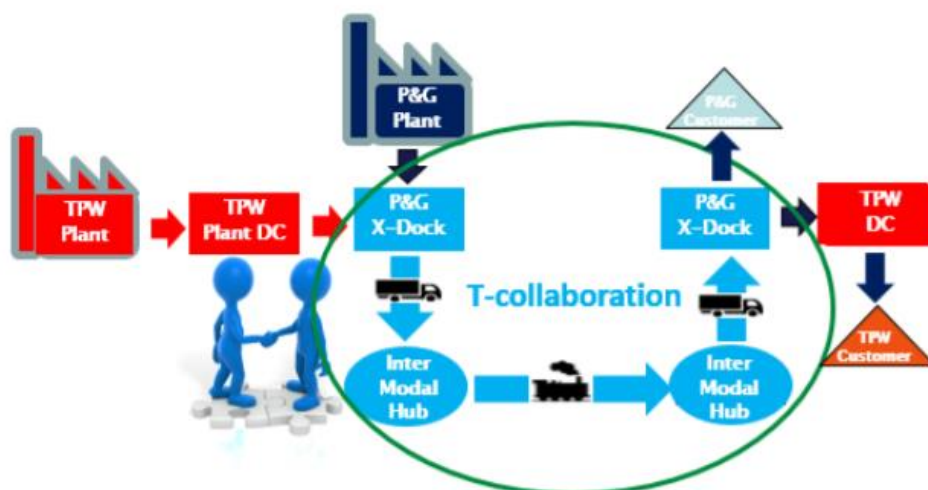 P&G
Plant
P&G
Customer
TPW
Plant
TPW
Plant DC
P&G
X-Dock
P&G
X-Dock
TPW
DC
T-collaboration
TPW
Customer
Inter
Modal
Hub
Inter
Modal
Hub